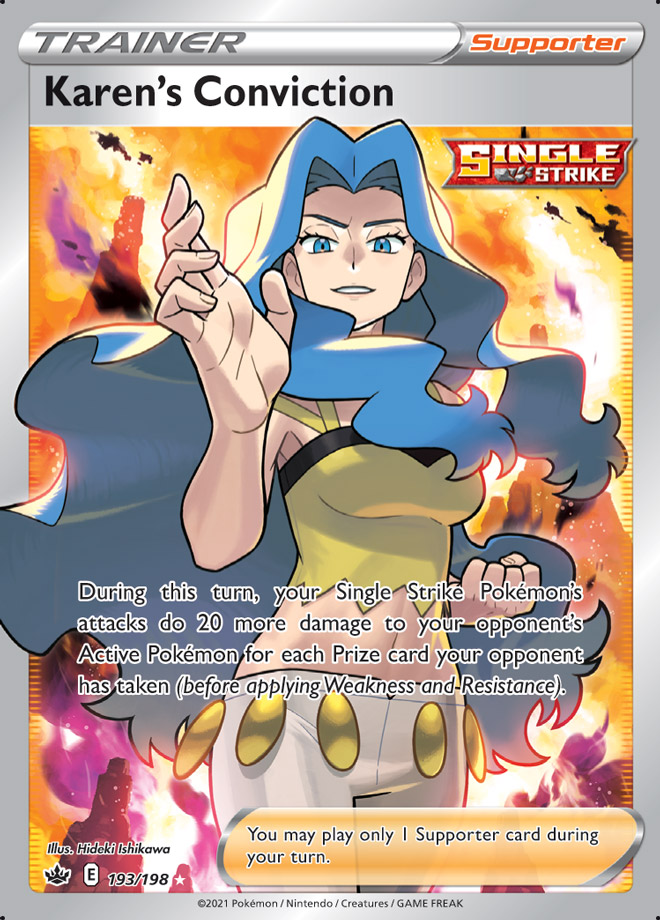 TRAINER
Supporter
Karen's Conviction
SINGLE
STRIKE
During this turn, your Single Strike Pokémon's
attacks do 20 more damage to your opponent's
Active Pokémon for each Prize card your opponent
has taken (before applying Weakness and Resistance).
You may play only 1 Supporter card during
your turn.
Illus. Hideki Ishikawa
E 193/198
©2021 Pokémon / Nintendo / Creatures / GAME FREAK